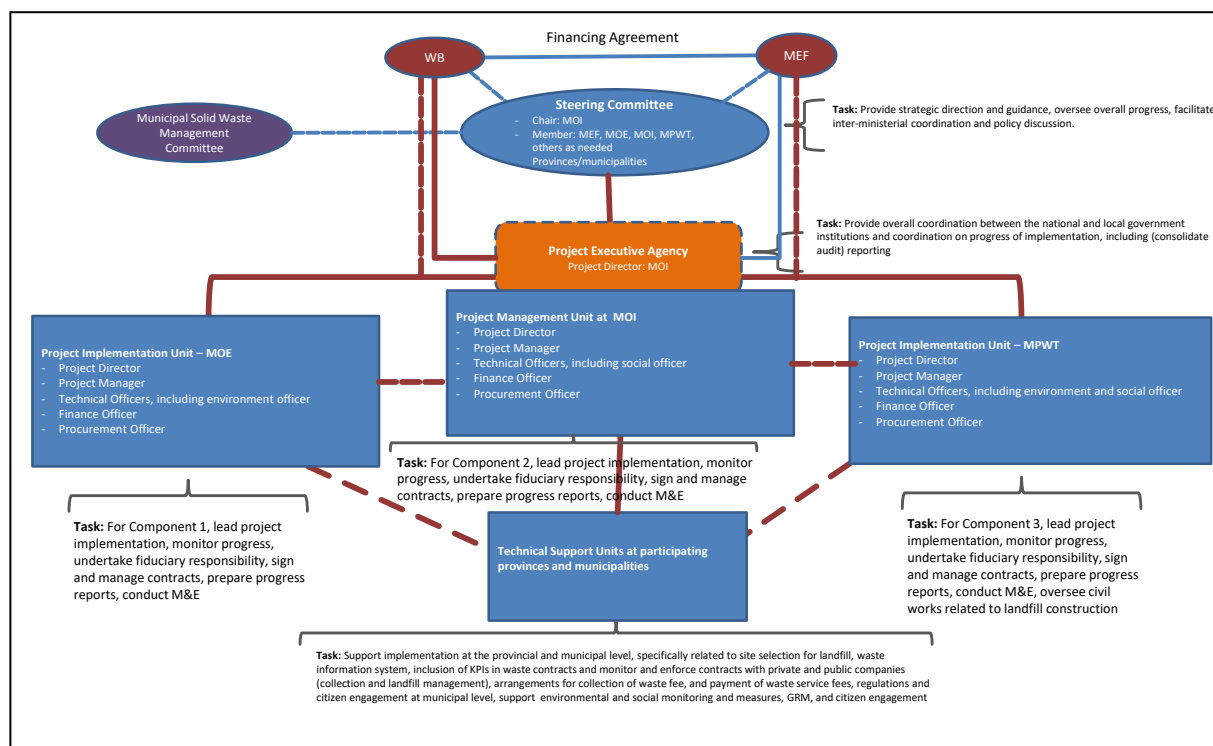 Financing Agreement
WB
MEF
Steering Committee
- Chair: MOI
- Member: MEF, MOE, MOI, MPWT,
others as needed
Provinces/municipalities
Municipal Solid Waste
Management
Committee
Task: Provide strategic direction and guidance, oversee overall progress, facilitate
inter-ministerial coordination and policy discussion.
Project Executive Agency
Project Director: MOI
Task: Provide overall coordination between the national and local government
institutions and coordination on progress of implementation, including (consolidate
audit) reporting
Project Implementation Unit – MOE
- Project Director
- Project Manager
- Technical Officers, including environment officer
- Finance Officer
- Procurement Officer
Project Management Unit at MOI
- Project Director
- Project Manager
- Technical Officers, including social officer
- Finance Officer
- Procurement Officer
Project Implementation Unit – MPWT
- Project Director
- Project Manager
- Technical Officers, including environment and social officer
- Finance Officer
- Procurement Officer
Task: For Component 1, lead project
implementation, monitor progress,
undertake fiduciary responsibility, sign
and manage contracts, prepare progress
reports, conduct M&E
Task: For Component 2, lead project implementation, monitor
progress, undertake fiduciary responsibility, sign and manage
contracts, prepare progress reports, conduct M&E
Task: For Component 3, lead project
implementation, monitor progress,
undertake fiduciary responsibility, sign
and manage contracts, prepare progress
reports, conduct M&E, oversee civil
works related to landfill construction
Technical Support Units at participating
provinces and municipalities
Task: Support implementation at the provincial and municipal level, specifically related to site selection for landfill, waste
information system, inclusion of KPIs in waste contracts and monitor and enforce contracts with private and public companies
(collection and landfill management), arrangements for collection of waste fee, and payment of waste service fees, regulations and
citizen engagement at municipal level, support environmental and social monitoring and measures, GRM, and citizen engagement